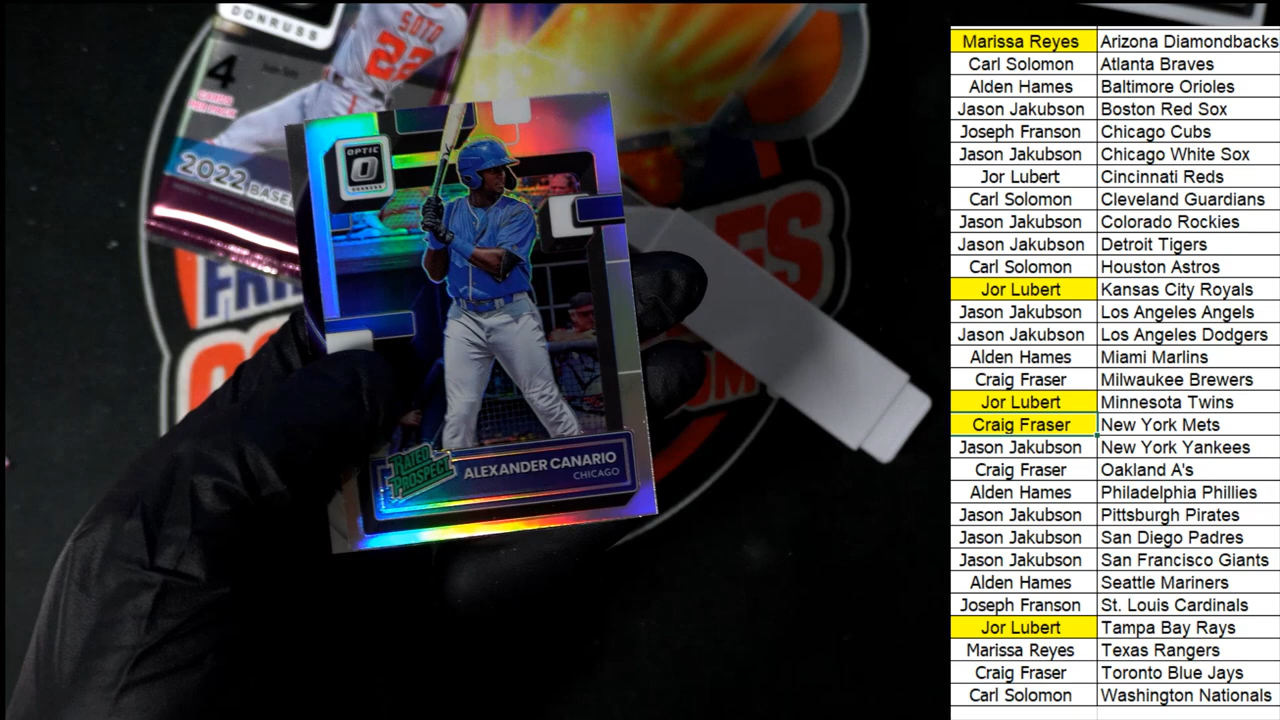 DONRUSS
SOTO
22
4
CARDS
PER PACK
2022 BASE
OPTIC
DONRUSS
RATED
PROSPECT
ALEXANDER CANARIO
CHICAGO
Marissa Reyes Arizona Diamondbacks
Carl Solomon Atlanta Braves
Alden Hames Baltimore Orioles
Jason Jakubson Boston Red Sox
Joseph Franson Chicago Cubs
Jason Jakubson Chicago White Sox
Jor Lubert Cincinnati Reds
Carl Solomon Cleveland Guardians
Jason Jakubson Colorado Rockies
Jason Jakubson Detroit Tigers
Carl Solomon Houston Astros
Jor Lubert Kansas City Royals
Jason Jakubson Los Angeles Angels
Jason Jakubson Los Angeles Dodgers
Alden Hames Miami Marlins
Craig Fraser Milwaukee Brewers
Jor Lubert Minnesota Twins
Craig Fraser New York Mets
Jason Jakubson New York Yankees
Craig Fraser Oakland A's
Alden Hames Philadelphia Phillies
Jason Jakubson Pittsburgh Pirates
Jason Jakubson San Diego Padres
Jason Jakubson San Francisco Giants
Alden Hames Seattle Mariners
Joseph Franson St. Louis Cardinals
Jor Lubert Tampa Bay Rays
Marissa Reyes Texas Rangers
Craig Fraser Toronto Blue Jays
Carl Solomon Washington Nationals